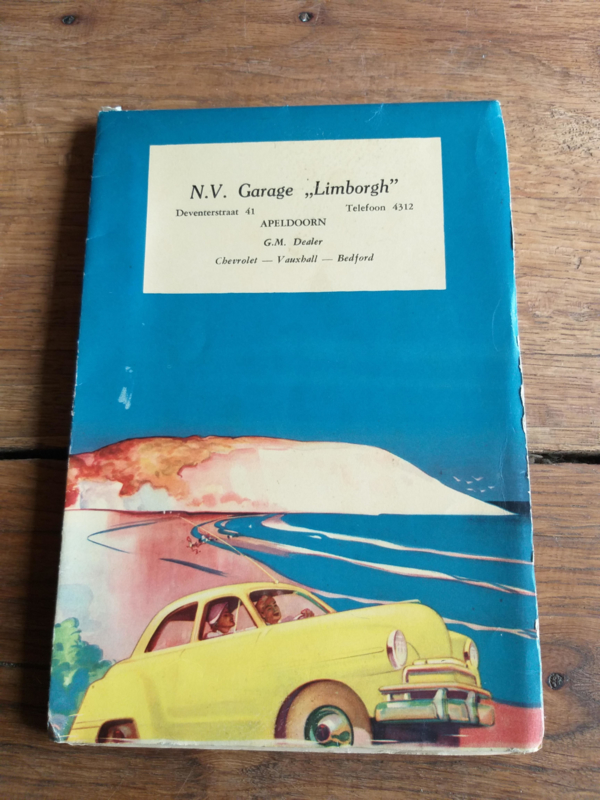 N.V. Garage „Limborgh”
Deventerstraat 41 Telefoon 4312
APELDOORN
G.M. Dealer
Chevrolet — Vauxhall — Bedford